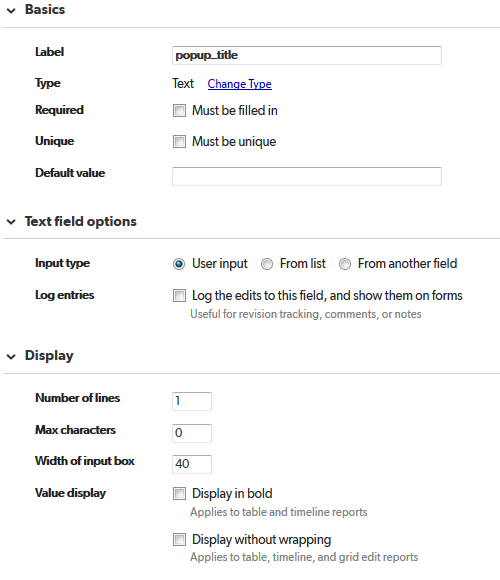 Basics
Label popup_title
Type Text Change Type
Required Must be filled in
Unique Must be unique
Default value
Text field options
Input type User input From list From another field
Log entries Log the edits to this field, and show them on forms
Useful for revision tracking, comments, or notes
Display
Number of lines 1
Max characters 0
Width of input box 40
Value display Display in bold
Applies to table and timeline reports
Display without wrapping
Applies to table, timeline, and grid edit reports